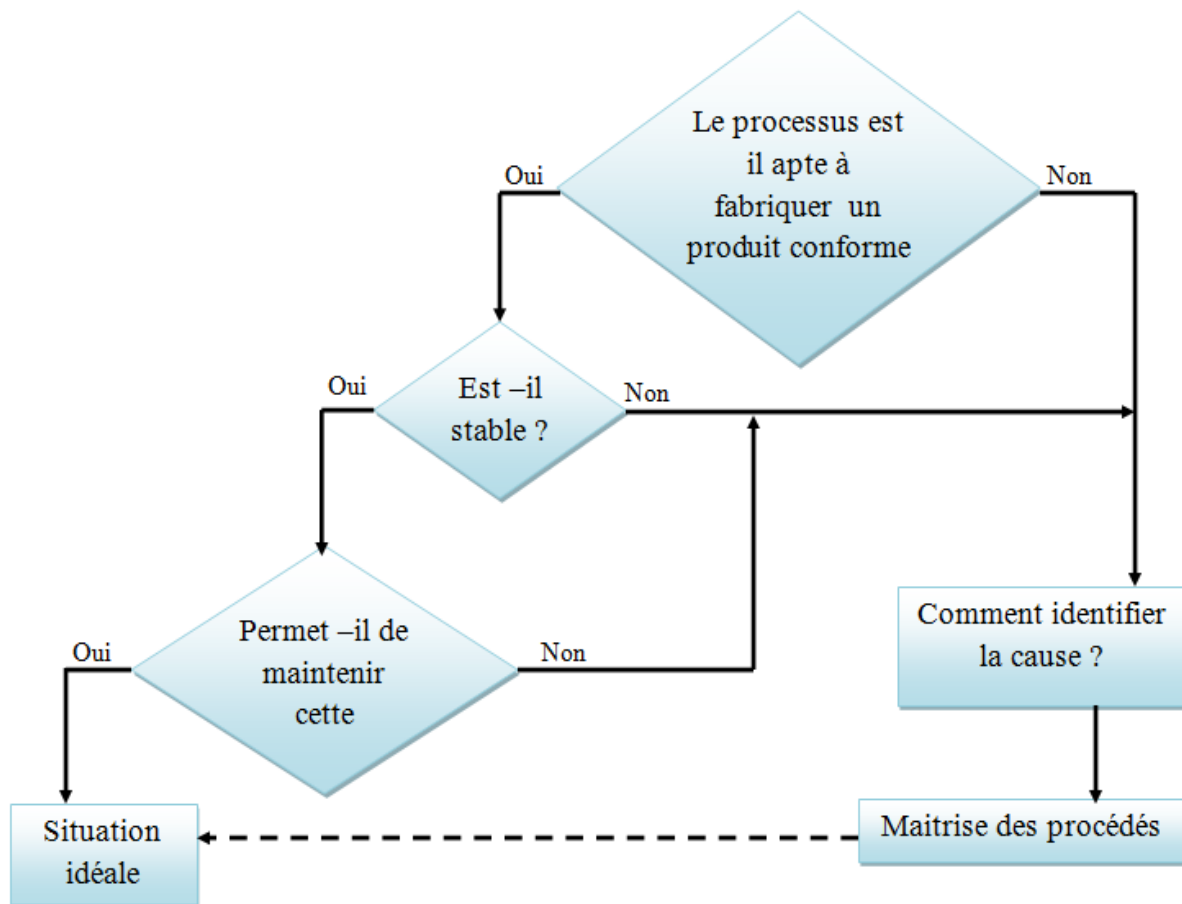 Le processus est
il apte à
fabriquer un
produit conforme
Oui
Non
Est –il
stable ?
Oui
Non
Permet –il de
maintenir
cette
Oui
Non
Comment identifier
la cause ?
Maitrise des procédés
Situation
idéale